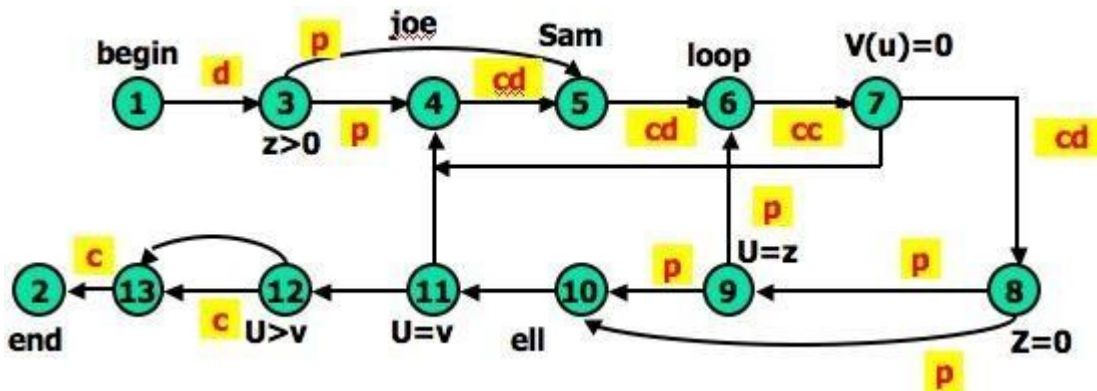 joe
begin p Sam loop V(u)=0
d cd
1 3 4 5 6 7
z>0 p cd cc cd
p
U=z
c p p
2 13 12 11 10 9 8
end c U>v U=v ell Z=0
p